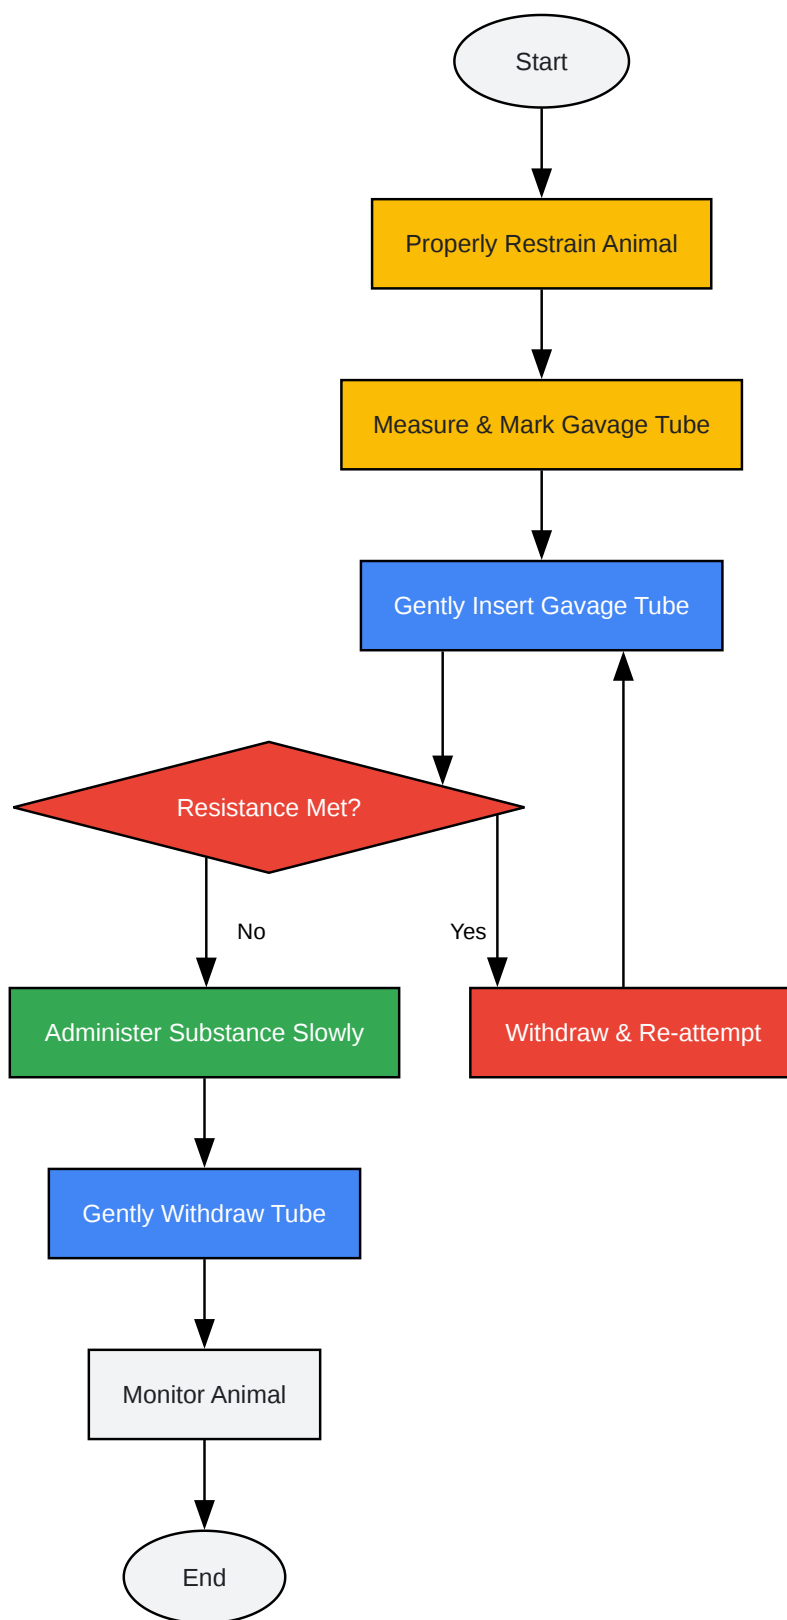 Start
Properly Restrain Animal
Measure & Mark Gavage Tube
Gently Insert Gavage Tube
Resistance Met?
No
Yes
Administer Substance Slowly
Withdraw & Re-attempt
Gently Withdraw Tube
Monitor Animal
End